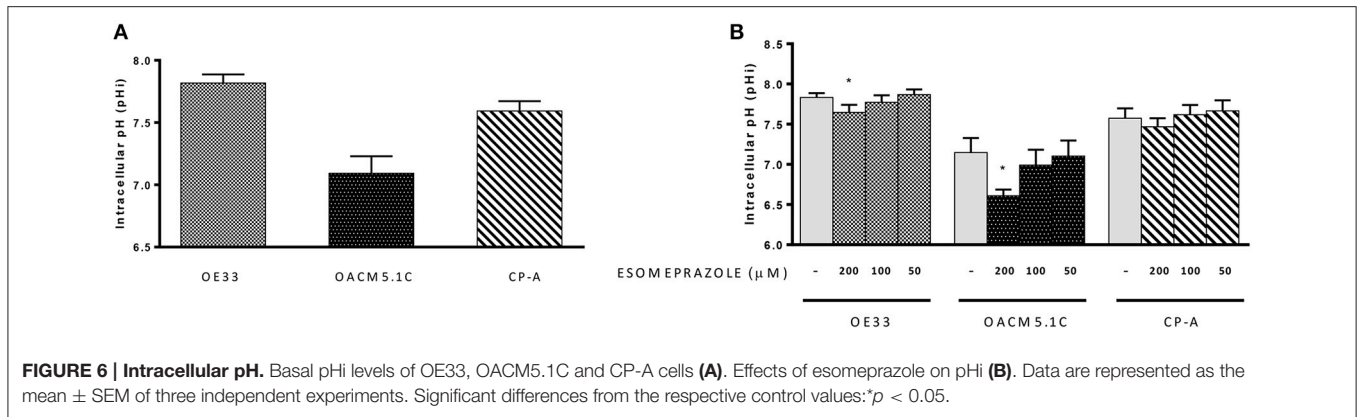 A
Intracellular pH (pHi)
8.0
7.5
7.0
6.5
OE33 OACM5.1C CP-A
B
Intracellular pH (pHi)
8.5
8.0
7.5
7.0
6.5
6.0
* *
ESOMEPRAZOLE (μM) - 200 100 50 - 200 100 50 - 200 100 50
OE33 OACM5.1C CP-A
FIGURE 6 | Intracellular pH. Basal pHi levels of OE33, OACM5.1C and CP-A cells (A). Effects of esomeprazole on pHi (B). Data are represented as the
mean ± SEM of three independent experiments. Significant differences from the respective control values:*p < 0.05.